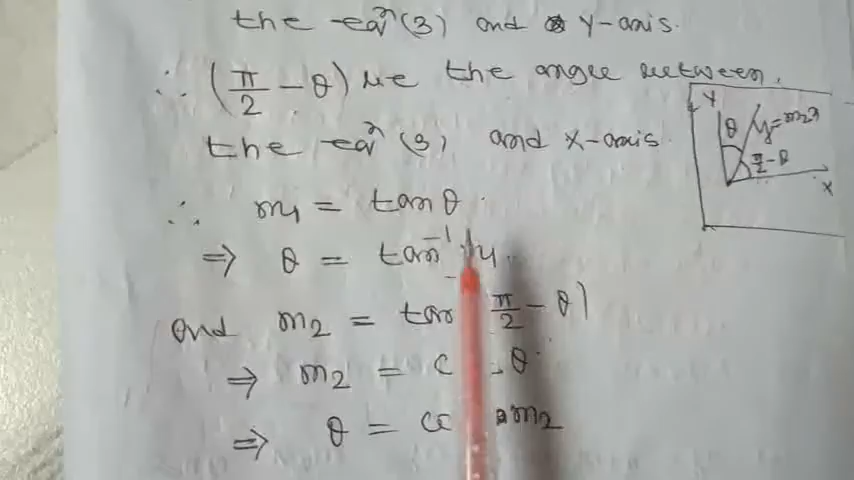 the eqⁿ (3) and Y-axis.
∴ (π/2 − θ) be the angle between
the eqⁿ (3) and X-axis.
∴ m₁ = tanθ
⇒ θ = tan⁻¹
and m₂ = tan π/2 − θ)
⇒ m₂ = c θ
⇒ θ = m₂
Y
θ y=m₂x
π/2 − θ
X